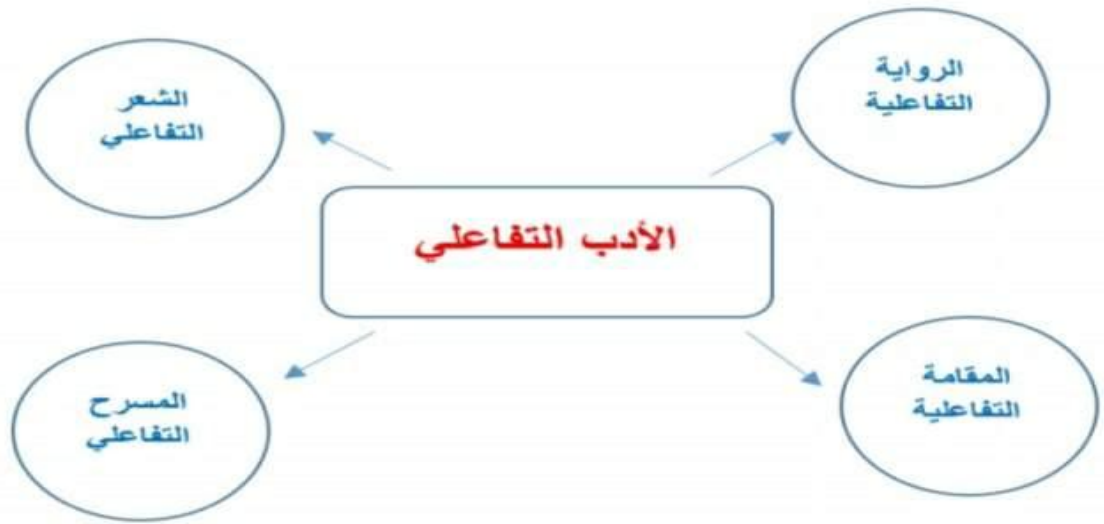 الرواية
التفاعلية
الشعر
التفاعلي
الأدب التفاعلي
المقامة
التفاعلية
المسرح
التفاعلي